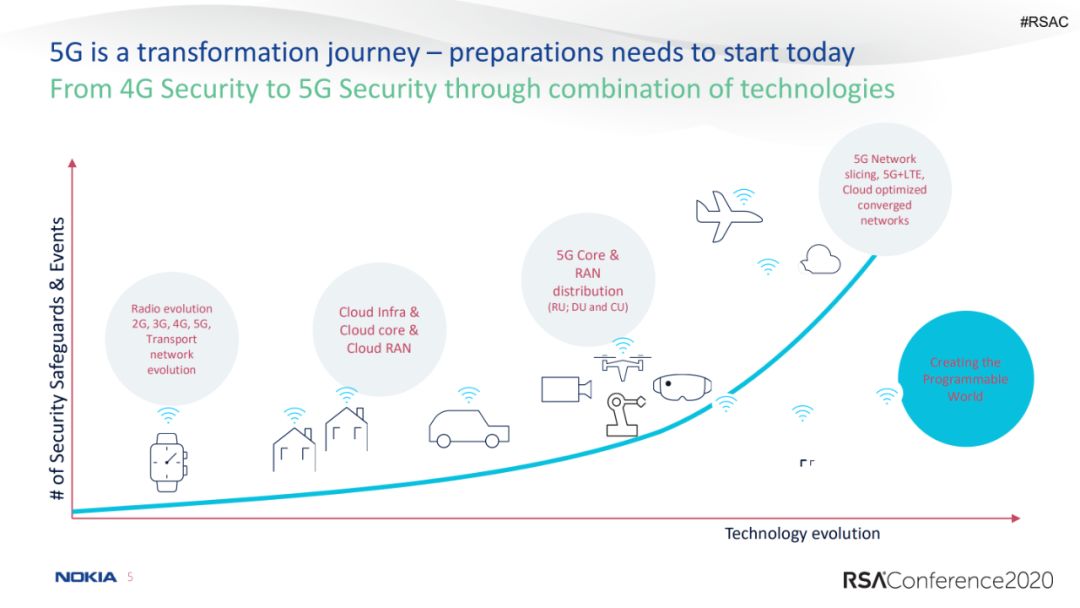 #RSAC
5G is a transformation journey – preparations needs to start today
From 4G Security to 5G Security through combination of technologies
# of Security Safeguards & Events
Radio evolution
2G, 3G, 4G, 5G,
Transport
network
evolution
Cloud Infra &
Cloud core &
Cloud RAN
5G Core &
RAN
distribution
(RU; DU and CU)
5G Network
slicing, 5G+LTE,
Cloud optimized
converged
networks
Creating the
Programmable
World
Technology evolution
NOKIA 5
RSAConference2020